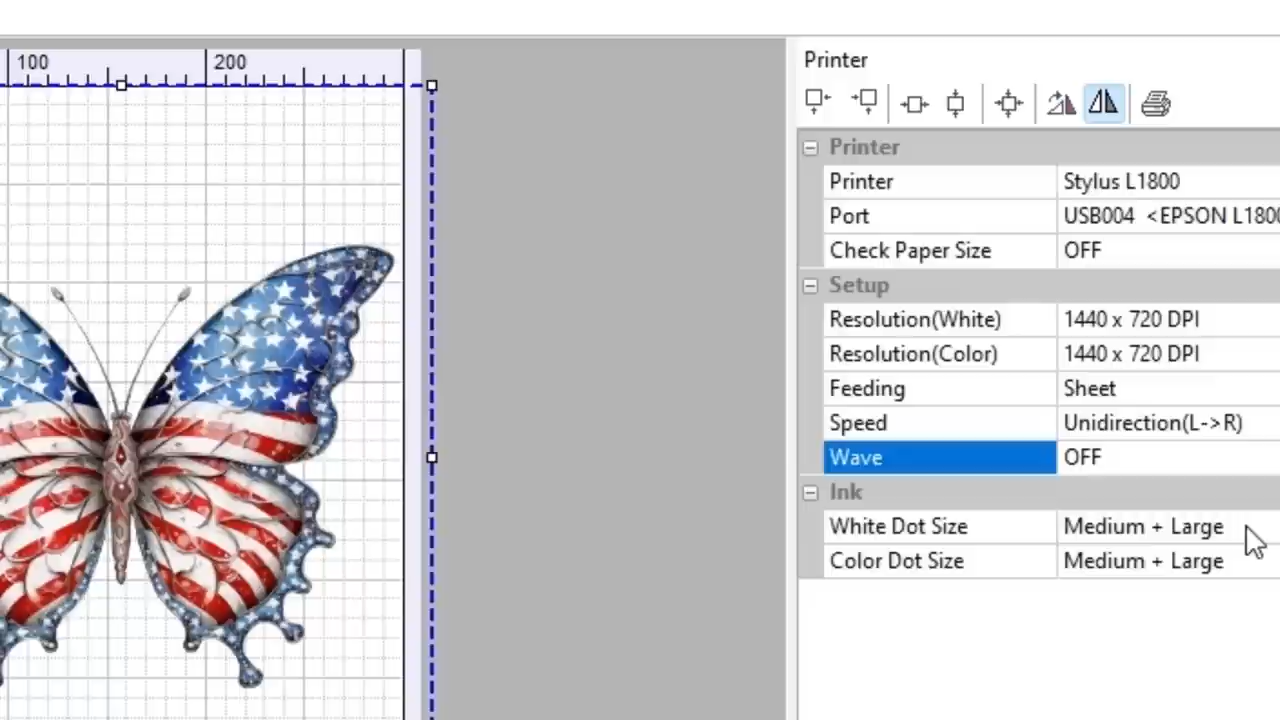 100 200
Printer
Printer
Printer Stylus L1800
Port USB004 <EPSON L1800
Check Paper Size OFF
Setup
Resolution(White) 1440 x 720 DPI
Resolution(Color) 1440 x 720 DPI
Feeding Sheet
Speed Unidirection(L->R)
Wave OFF
Ink
White Dot Size Medium + Large
Color Dot Size Medium + Large